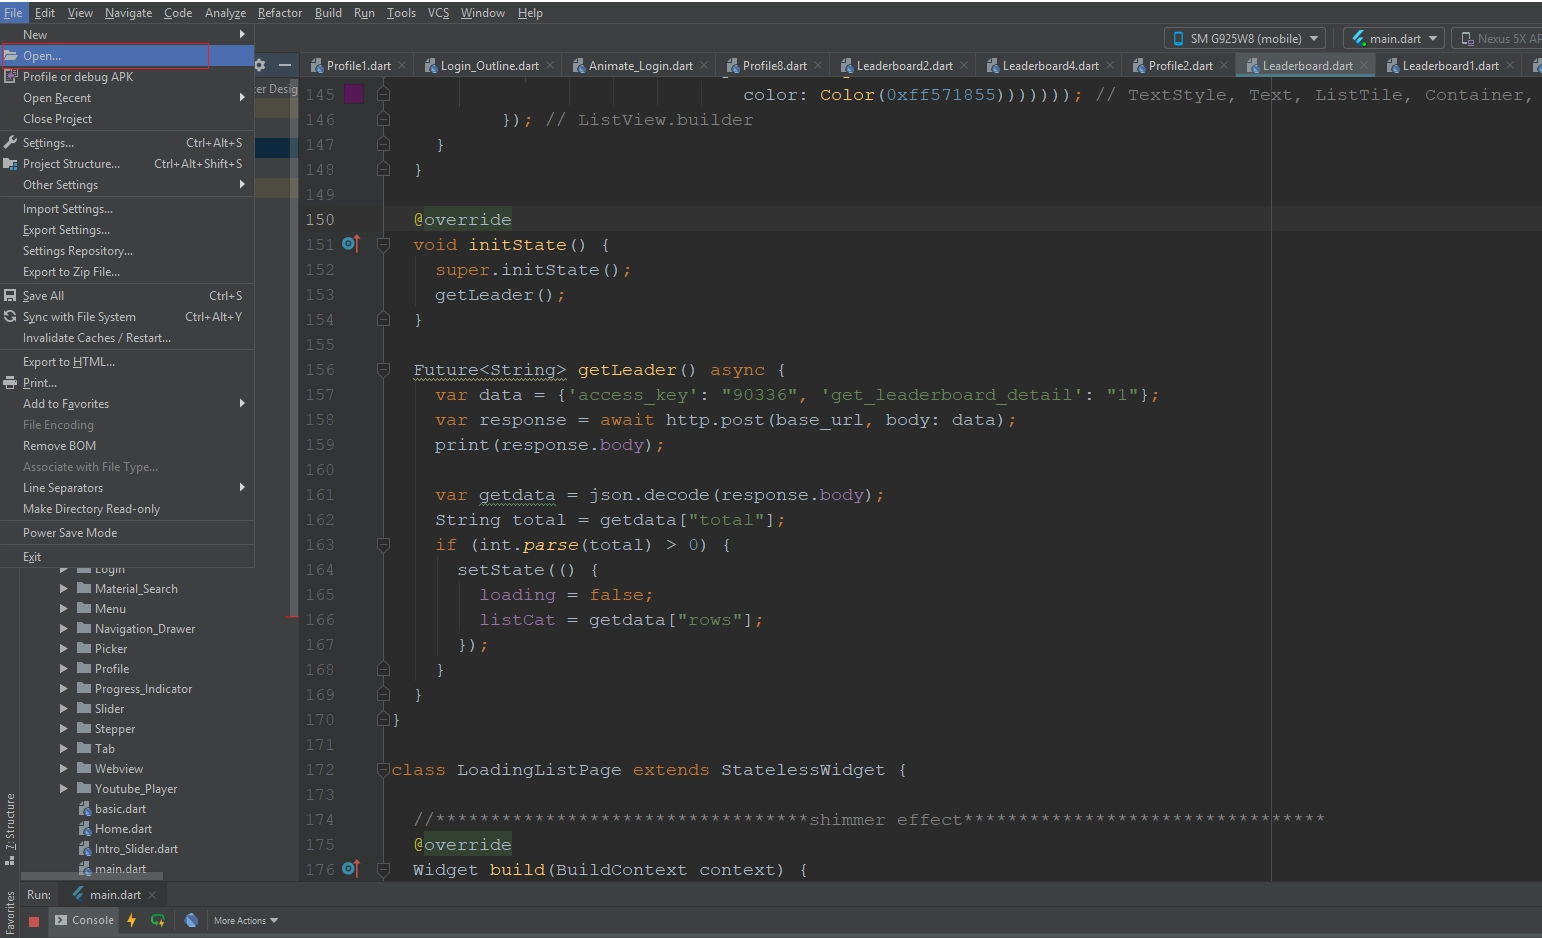 File Edit View Navigate Code Analyze Refactor Build Run Tools VCS Window Help
SM G925W8 (mobile) main.dart Nexus 5X AP
Profile1.dart Login_Outline.dart Animate_Login.dart Profile8.dart Leaderboard2.dart Leaderboard4.dart Profile2.dart Leaderboard.dart Leaderboard1.dart
New
Open...
Profile or debug APK
Open Recent
Close Project
Settings... Ctrl+Alt+S
Project Structure... Ctrl+Alt+Shift+S
Other Settings
Import Settings...
Export Settings...
Settings Repository...
Export to Zip File...
Save All Ctrl+S
Sync with File System Ctrl+Alt+Y
Invalidate Caches / Restart...
Export to HTML...
Print...
Add to Favorites
File Encoding
Remove BOM
Associate with File Type...
Line Separators
Make Directory Read-only
Power Save Mode
Exit
ter Desig
Login
Material_Search
Menu
Navigation_Drawer
Picker
Profile
Progress_Indicator
Slider
Stepper
Tab
Webview
Youtube_Player
basic.dart
Home.dart
Intro_Slider.dart
main.dart
145 color: Color(0xff571855))))))); // TextStyle, Text, ListTile, Container,
146 }); // ListView.builder
147 }
148 }
149
150 @override
151 void initState() {
152 super.initState();
153 getLeader();
154 }
155
156 Future<String> getLeader() async {
157 var data = {'access_key': "90336", 'get_leaderboard_detail': "1"};
158 var response = await http.post(base_url, body: data);
159 print(response.body);
160
161 var getdata = json.decode(response.body);
162 String total = getdata["total"];
163 if (int.parse(total) > 0) {
164 setState(() {
165 loading = false;
166 listCat = getdata["rows"];
167 });
168 }
169 }
170 }
171
172 class LoadingListPage extends StatelessWidget {
173
174 //**********************************shimmer effect*********************************
175 @override
176 Widget build(BuildContext context) {
Z: Structure
Favorites
Run: main.dart
Console More Actions